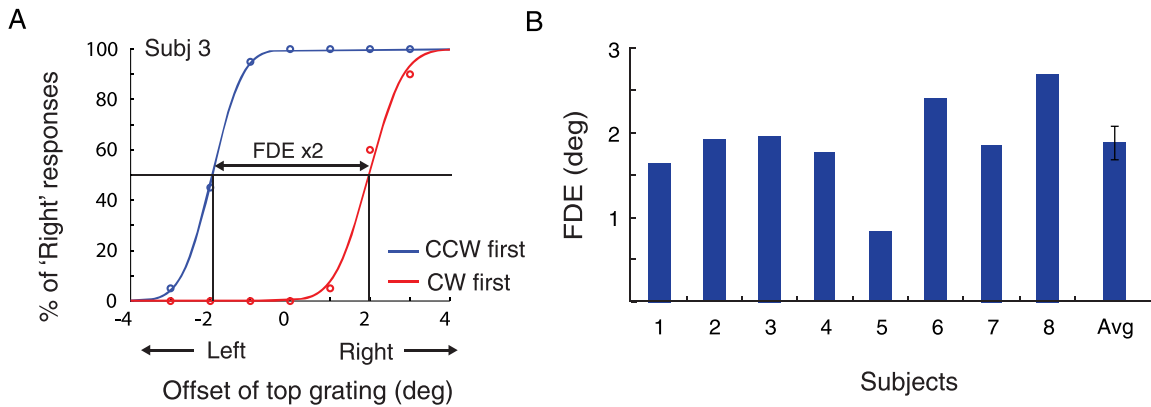 A
Subj 3
100
80
60
40
20
0
% of 'Right' responses
FDE x2
CCW first
CW first
-4
-2
0
2
4
Left
Right
Offset of top grating (deg)
B
3
2
1
FDE (deg)
1
2
3
4
5
6
7
8
Avg
Subjects